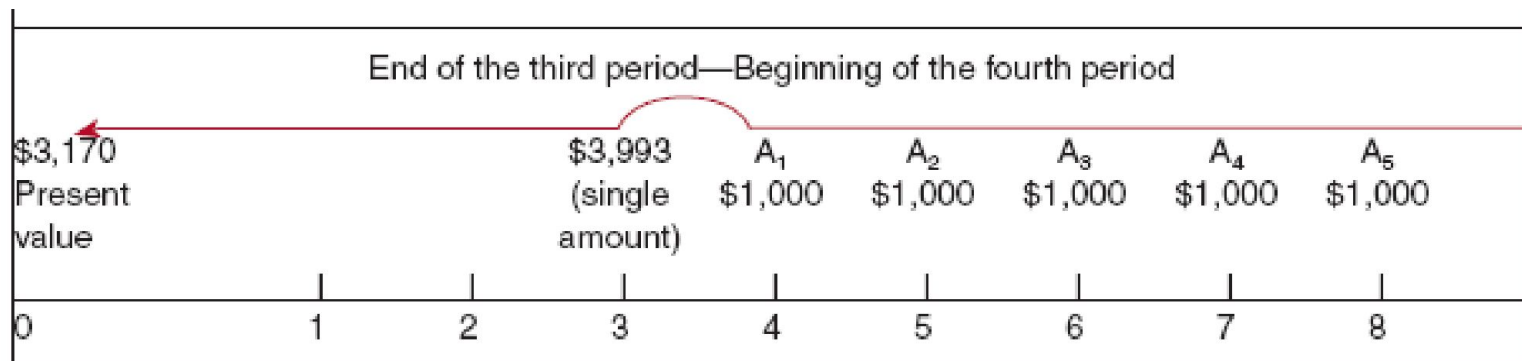 End of the third period—Beginning of the fourth period
$3,170 $3,993 A₁ A₂ A₃ A₄ A₅
Present (single $1,000 $1,000 $1,000 $1,000 $1,000
value amount)
0 1 2 3 4 5 6 7 8